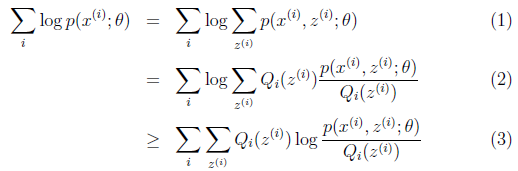 ∑_i log p(x^(i); θ) = ∑_i log ∑_{z^(i)} p(x^(i), z^(i); θ) (1)
= ∑_i log ∑_{z^(i)} Q_i(z^(i)) p(x^(i), z^(i); θ) / Q_i(z^(i)) (2)
≥ ∑_i ∑_{z^(i)} Q_i(z^(i)) log p(x^(i), z^(i); θ) / Q_i(z^(i)) (3)